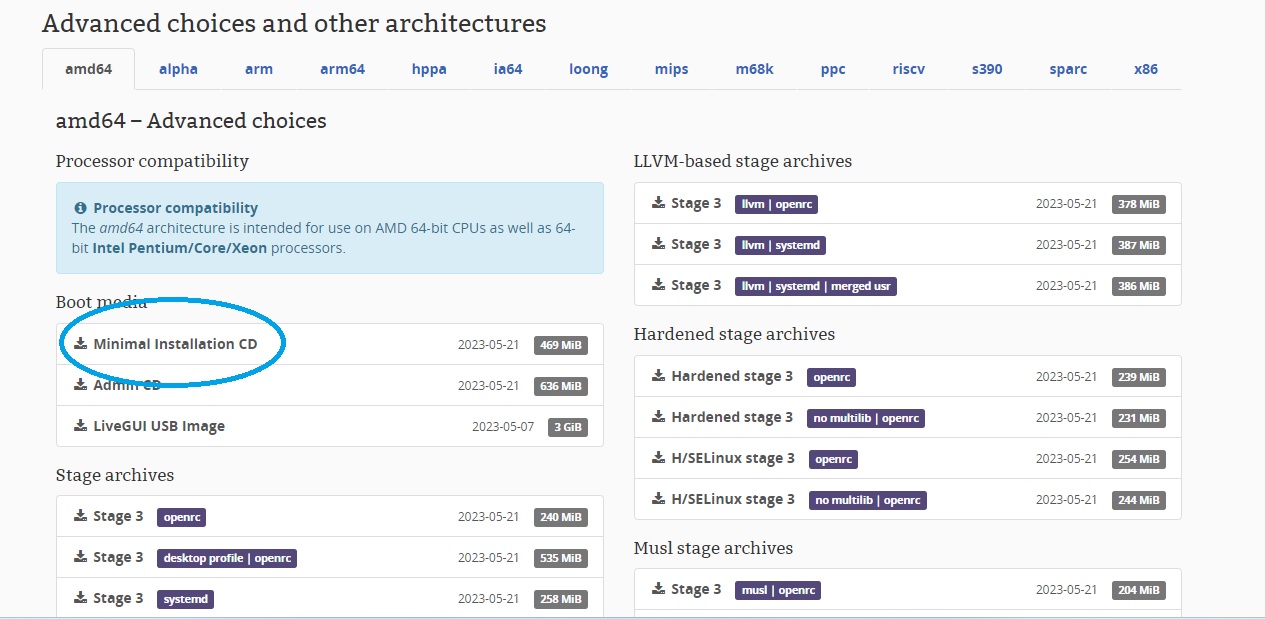 Advanced choices and other architectures
amd64 alpha arm arm64 hppa ia64 loong mips m68k ppc riscv s390 sparc x86
amd64 – Advanced choices
Processor compatibility
Processor compatibility
The amd64 architecture is intended for use on AMD 64-bit CPUs as well as 64-
bit Intel Pentium/Core/Xeon processors.
Boot media
Minimal Installation CD 2023-05-21 469 MiB
Admin CD 2023-05-21 636 MiB
LiveGUI USB Image 2023-05-07 3 GiB
Stage archives
Stage 3 openrc 2023-05-21 240 MiB
Stage 3 desktop profile | openrc 2023-05-21 535 MiB
Stage 3 systemd 2023-05-21 258 MiB
LLVM-based stage archives
Stage 3 llvm | openrc 2023-05-21 378 MiB
Stage 3 llvm | systemd 2023-05-21 387 MiB
Stage 3 llvm | systemd | merged usr 2023-05-21 386 MiB
Hardened stage archives
Hardened stage 3 openrc 2023-05-21 239 MiB
Hardened stage 3 no multilib | openrc 2023-05-21 231 MiB
H/SELinux stage 3 openrc 2023-05-21 254 MiB
H/SELinux stage 3 no multilib | openrc 2023-05-21 244 MiB
Musl stage archives
Stage 3 musl | openrc 2023-05-21 204 MiB